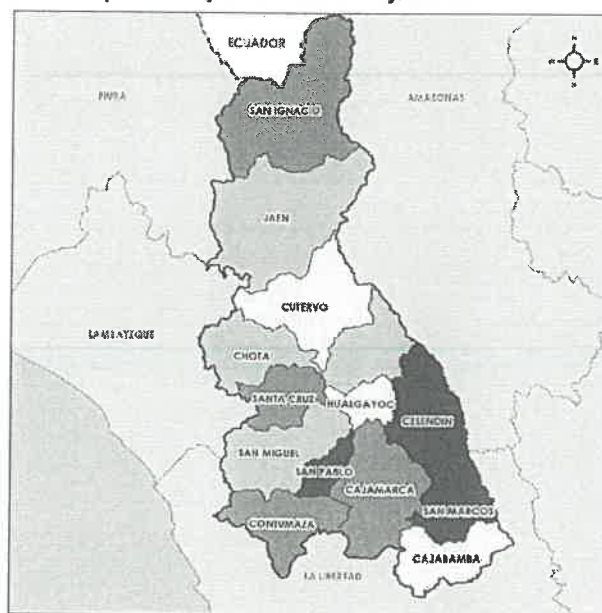 ECUADOR
N
PIURA
AMAZONAS
SAN IGNACIO
JAEN
CUTERVO
LAMBAYEQUE
CHOTA
SANTA CRUZ
HUALGAYOC
CELENDIN
SAN MIGUEL
SAN PABLO
CAJAMARCA
CONTUMAZA
SAN MARCOS
CAJABAMBA
LA LIBERTAD